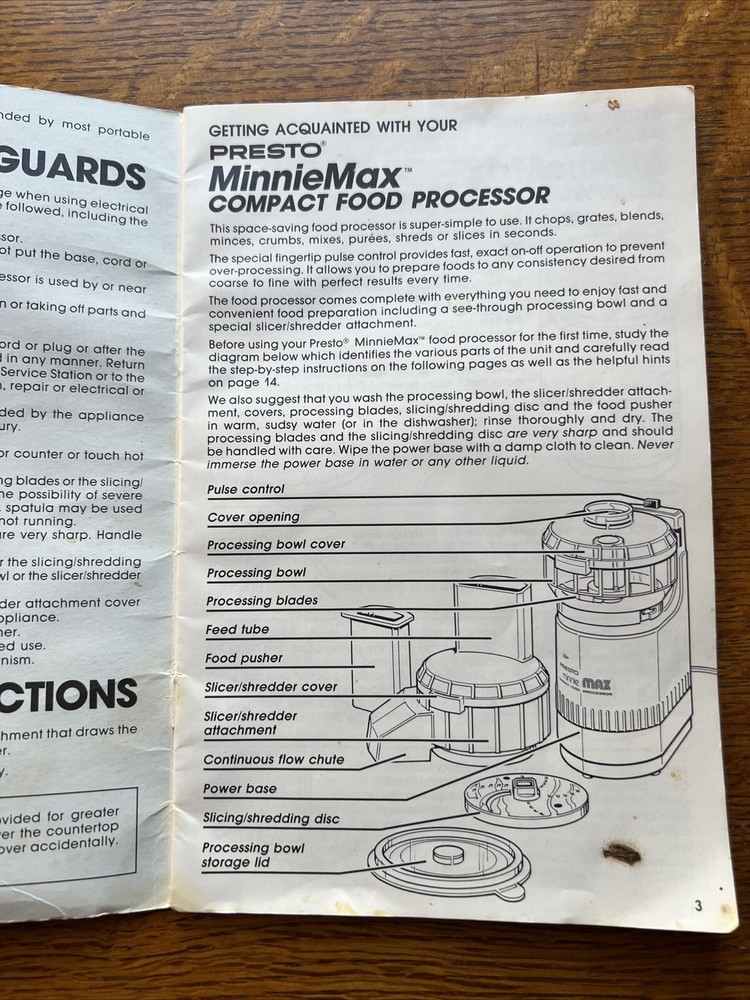 nded by most portable
GUARDS
ge when using electrical
e followed, including the
ssor.
ot put the base, cord or
essor is used by or near
n or taking off parts and
ord or plug or after the
d in any manner. Return
Service Station or to the
n, repair or electrical or
ded by the appliance
ury.
or counter or touch hot
ng blades or the slicing/
he possibility of severe
spatula may be used
not running.
are very sharp. Handle
r the slicing/shredding
wl or the slicer/shredder
der attachment cover
ppliance.
ner.
ed use.
nism.
CTIONS
hment that draws the
er.
y.
ovided for greater
er the countertop
over accidentally.
GETTING ACQUAINTED WITH YOUR
PRESTO®
MinnieMax™
COMPACT FOOD PROCESSOR
This space-saving food processor is super-simple to use. It chops, grates, blends,
minces, crumbs, mixes, purées, shreds or slices in seconds.
The special fingertip pulse control provides fast, exact on-off operation to prevent
over-processing. It allows you to prepare foods to any consistency desired from
coarse to fine with perfect results every time.
The food processor comes complete with everything you need to enjoy fast and
convenient food preparation including a see-through processing bowl and a
special slicer/shredder attachment.
Before using your Presto® MinnieMax™ food processor for the first time, study the
diagram below which identifies the various parts of the unit and carefully read
the step-by-step instructions on the following pages as well as the helpful hints
on page 14.
We also suggest that you wash the processing bowl, the slicer/shredder attach-
ment, covers, processing blades, slicing/shredding disc and the food pusher
in warm, sudsy water (or in the dishwasher); rinse thoroughly and dry. The
processing blades and the slicing/shredding disc are very sharp and should
be handled with care. Wipe the power base with a damp cloth to clean. Never
immerse the power base in water or any other liquid.
Pulse control
Cover opening
Processing bowl cover
Processing bowl
Processing blades
Feed tube
Food pusher
Slicer/shredder cover
Slicer/shredder
attachment
Continuous flow chute
Power base
Slicing/shredding disc
Processing bowl
storage lid
PRESTO
minnie MAX
PROCESSOR
3